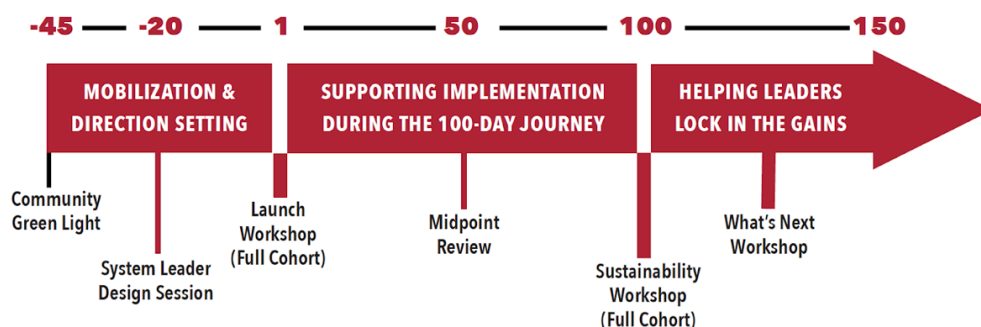 -45 -20 1 50 100 150
MOBILIZATION &
DIRECTION SETTING
SUPPORTING IMPLEMENTATION
DURING THE 100-DAY JOURNEY
HELPING LEADERS
LOCK IN THE GAINS
Community
Green Light
System Leader
Design Session
Launch
Workshop
(Full Cohort)
Midpoint
Review
Sustainability
Workshop
(Full Cohort)
What's Next
Workshop